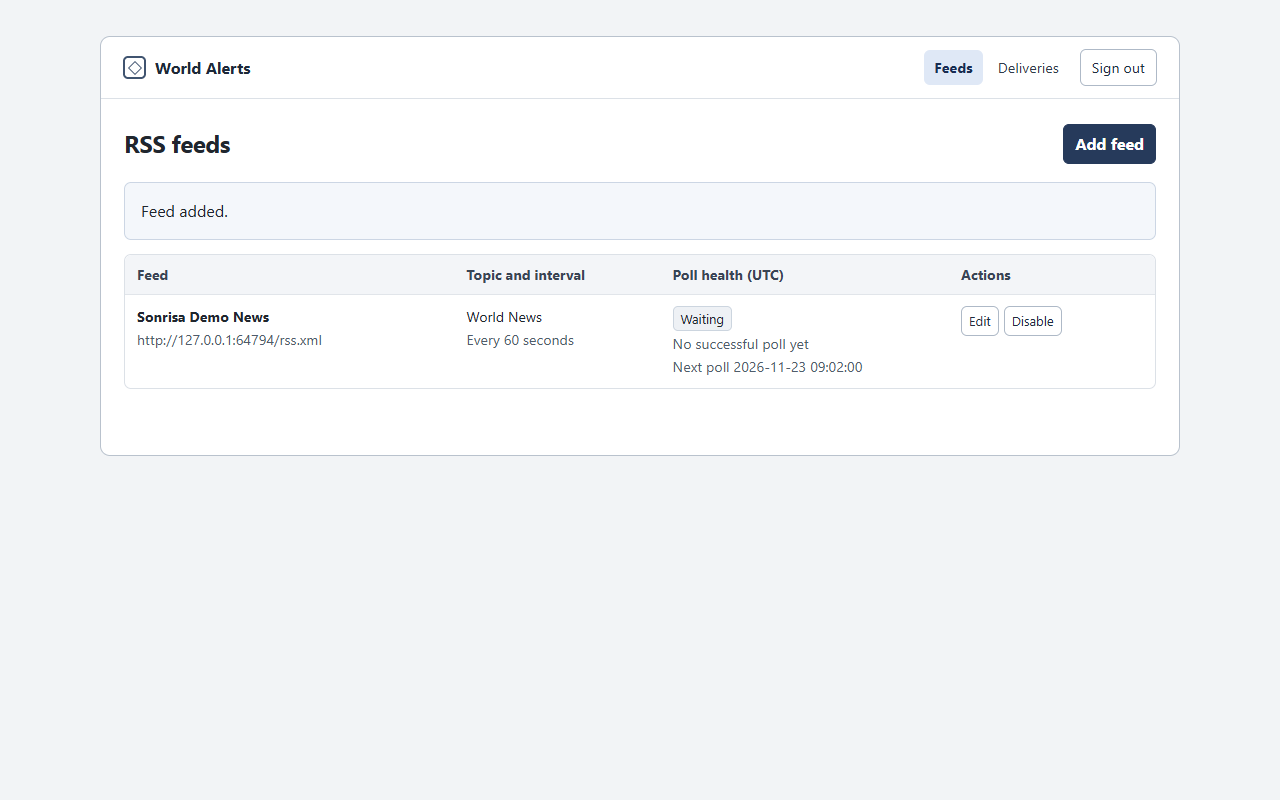 World Alerts
Feeds
Deliveries
Sign out
RSS feeds
Add feed
Feed added.
Feed
Topic and interval
Poll health (UTC)
Actions
Sonrisa Demo News
http://127.0.0.1:64794/rss.xml
World News
Every 60 seconds
Waiting
No successful poll yet
Next poll 2026-11-23 09:02:00
Edit
Disable